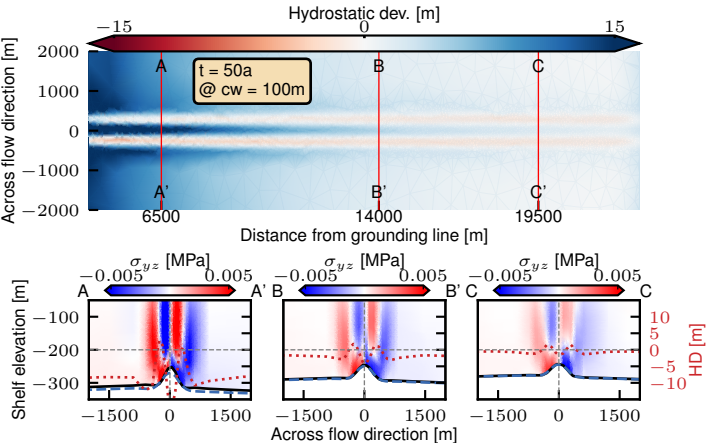 Hydrostatic dev. [m]
−15 0 15
Across flow direction [m]
2000
1000
0
−1000
−2000
t = 50a
@ cw = 100m
A B C
A' B' C'
6500 14000 19500
Distance from grounding line [m]
σyz [MPa] σyz [MPa] σyz [MPa]
−0.005 0.005 −0.005 0.005 −0.005 0.005
A A' B B' C C
Shelf elevation [m]
−100
−200
−300
10
5
0
−5
−10
HD [m]
−1500 0 1500 −1500 0 1500 −1500 0 1500
Across flow direction [m]